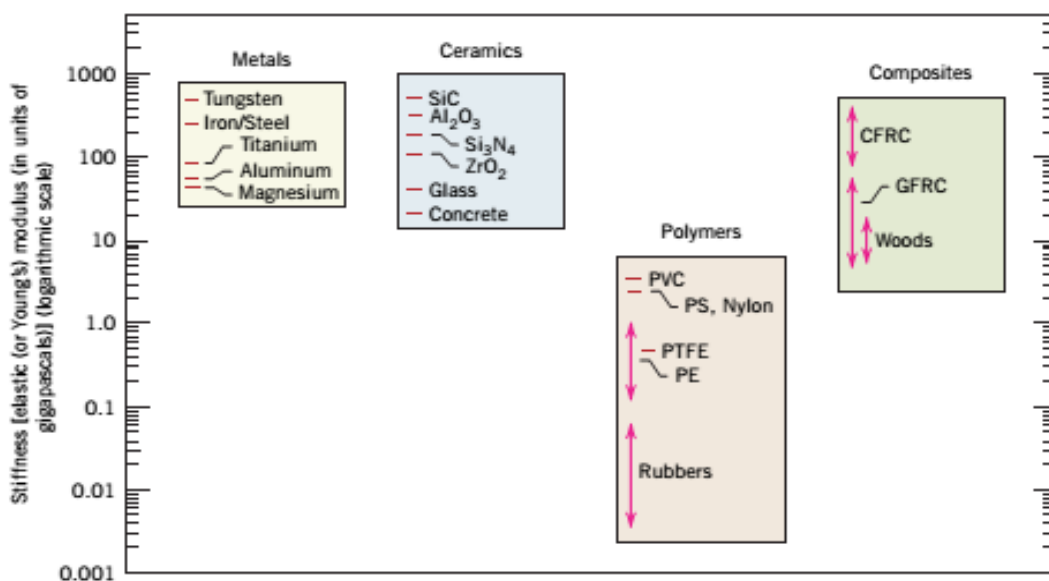 Stiffness [elastic (or Young's) modulus (in units of
gigapascals)] (logarithmic scale)
1000
100
10
1.0
0.1
0.01
0.001
Metals
Tungsten
Iron/Steel
Titanium
Aluminum
Magnesium
Ceramics
SiC
Al₂O₃
Si₃N₄
ZrO₂
Glass
Concrete
Polymers
PVC
PS, Nylon
PTFE
PE
Rubbers
Composites
CFRC
GFRC
Woods